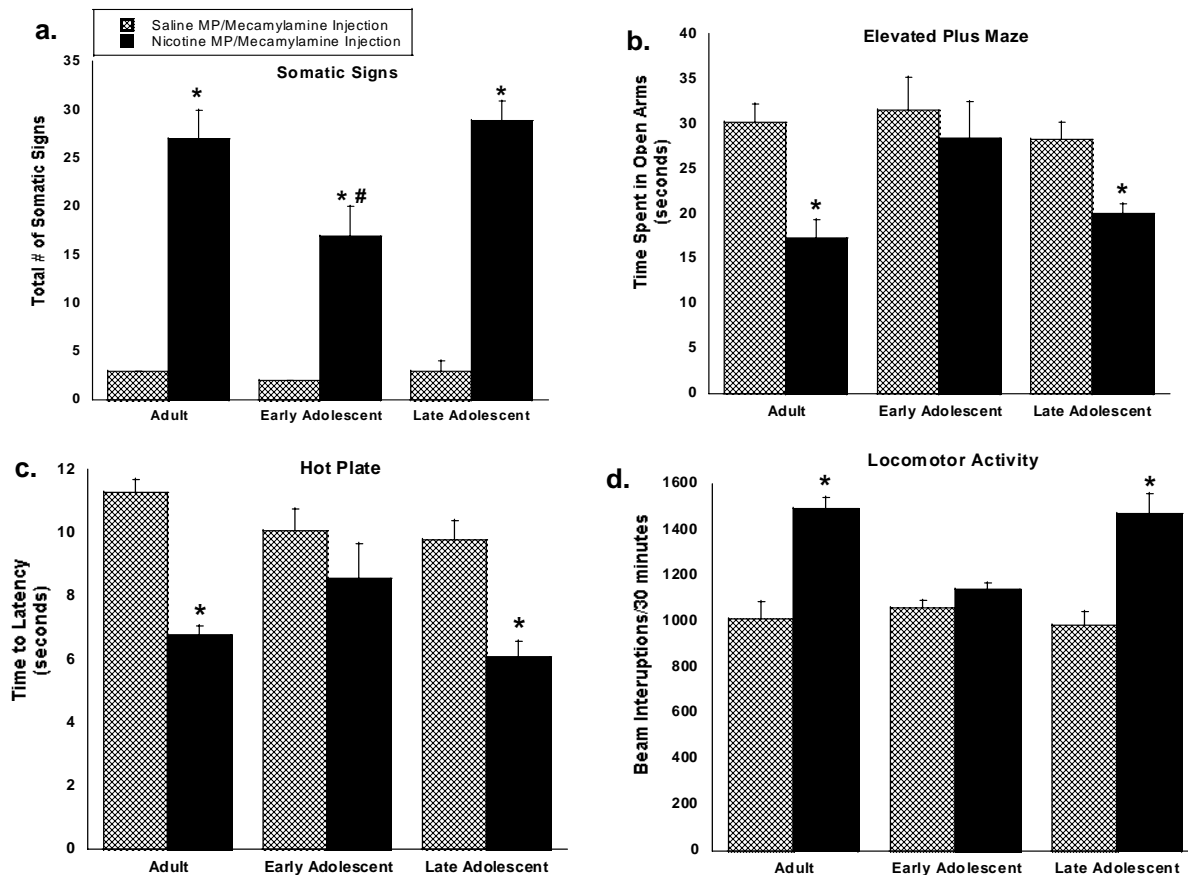 a.
Saline MP/Mecamylamine Injection
Nicotine MP/Mecamylamine Injection
Somatic Signs
Total # of Somatic Signs
35
30
25
20
15
10
5
0
*
* #
*
Adult
Early Adolescent
Late Adolescent
b.
Elevated Plus Maze
Time Spent in Open Arms
(seconds)
40
35
30
25
20
15
10
5
0
*
*
Adult
Early Adolescent
Late Adolescent
c.
Hot Plate
Time to Latency
(seconds)
12
10
8
6
4
2
0
*
*
Adult
Early Adolescent
Late Adolescent
d.
Locomotor Activity
Beam Interuptions/30 minutes
1600
1400
1200
1000
800
600
400
200
0
*
*
Adult
Early Adolescent
Late Adolescent